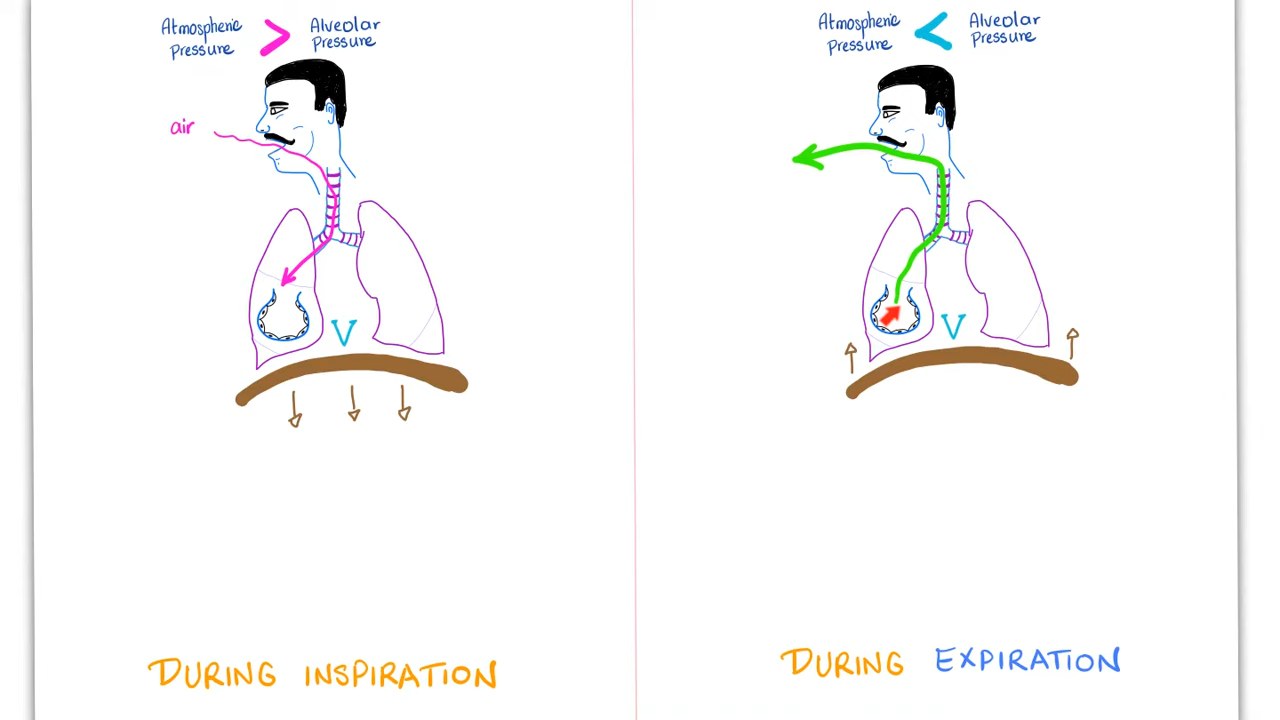 Atmospheric > Alveolar
Pressure Pressure
air
V
DURING INSPIRATION
Atmospheric < Alveolar
Pressure Pressure
V
DURING EXPIRATION